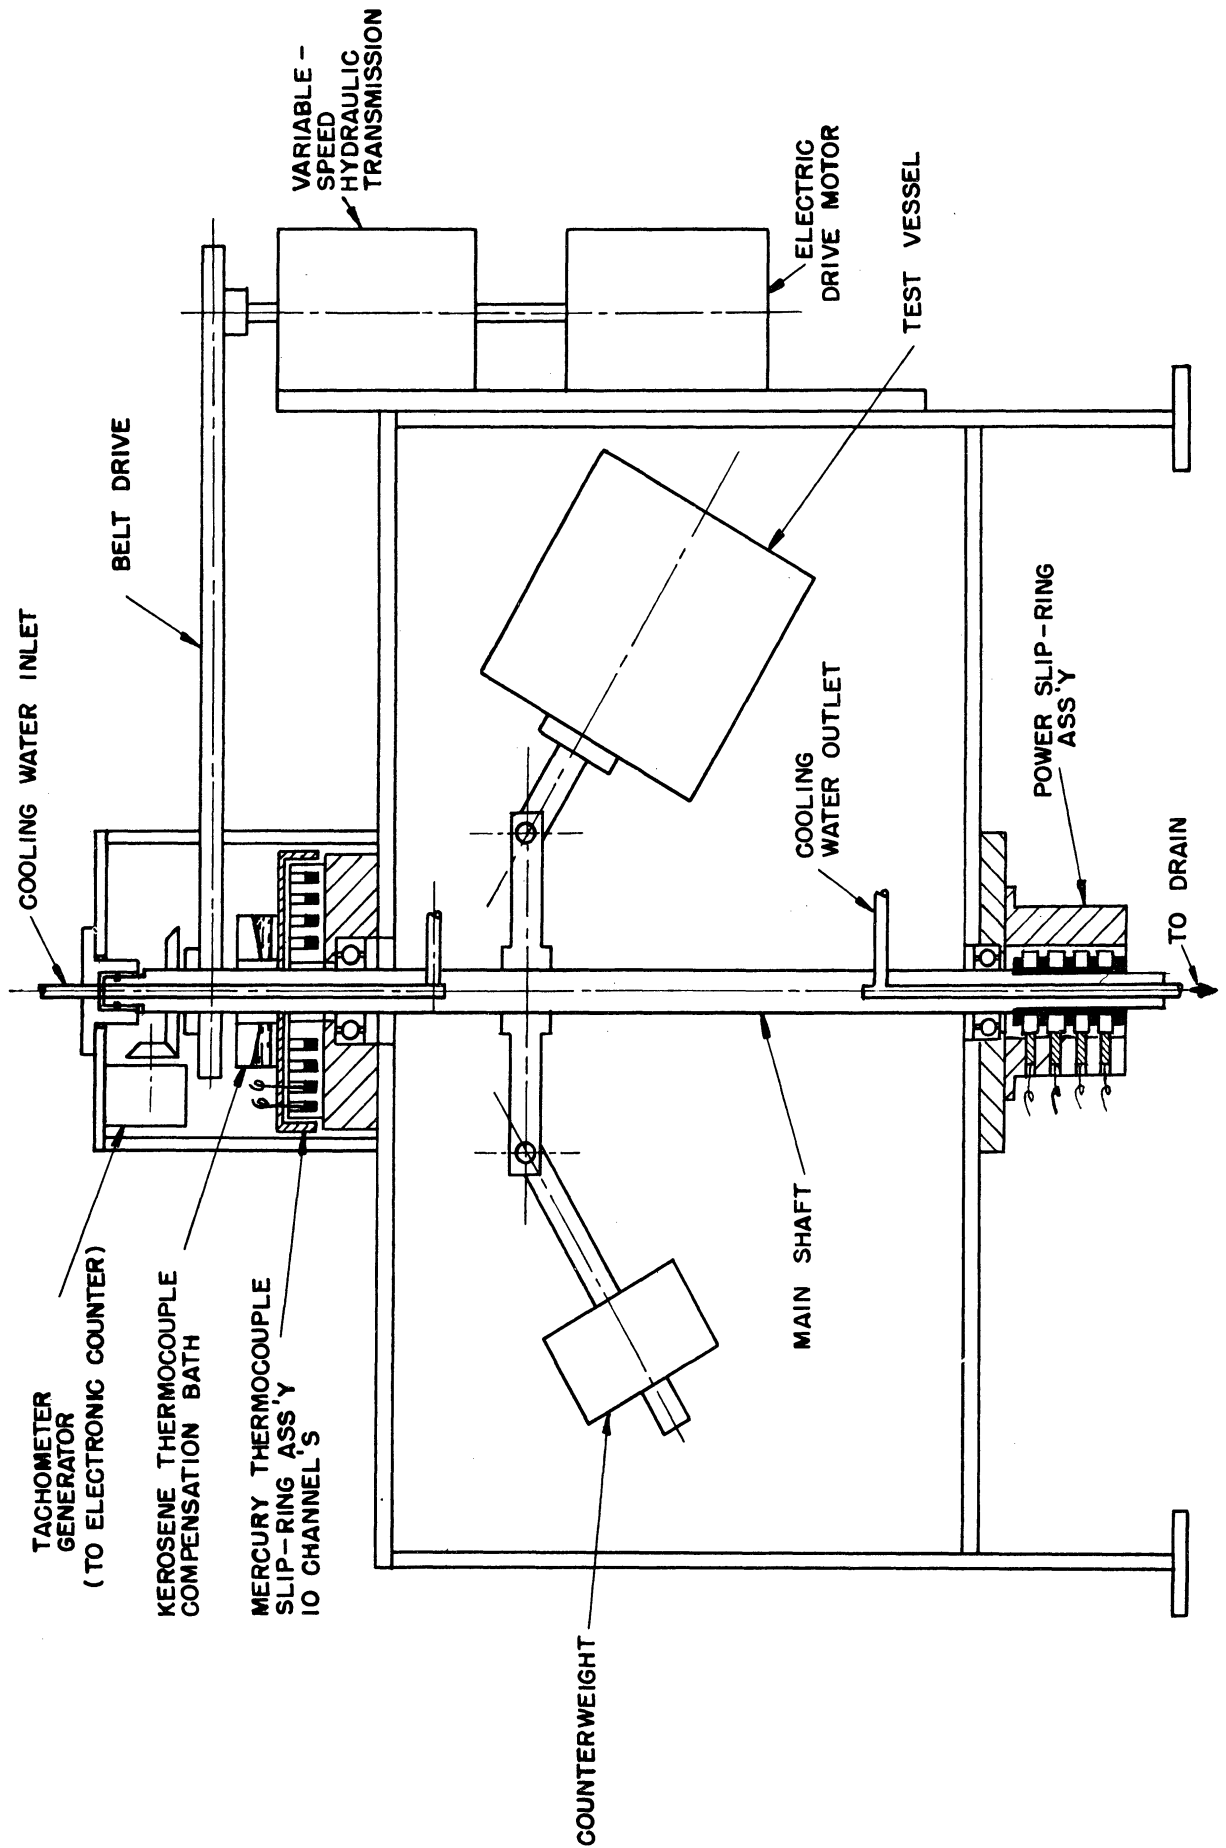 TACHOMETER
GENERATOR
(TO ELECTRONIC COUNTER)
KEROSENE THERMOCOUPLE
COMPENSATION BATH
MERCURY THERMOCOUPLE
SLIP-RING ASS'Y
10 CHANNEL'S
COUNTERWEIGHT
MAIN SHAFT
COOLING WATER INLET
BELT DRIVE
VARIABLE-
SPEED
HYDRAULIC
TRANSMISSION
ELECTRIC
DRIVE MOTOR
TEST VESSEL
COOLING
WATER OUTLET
POWER SLIP-RING
ASS'Y
TO DRAIN